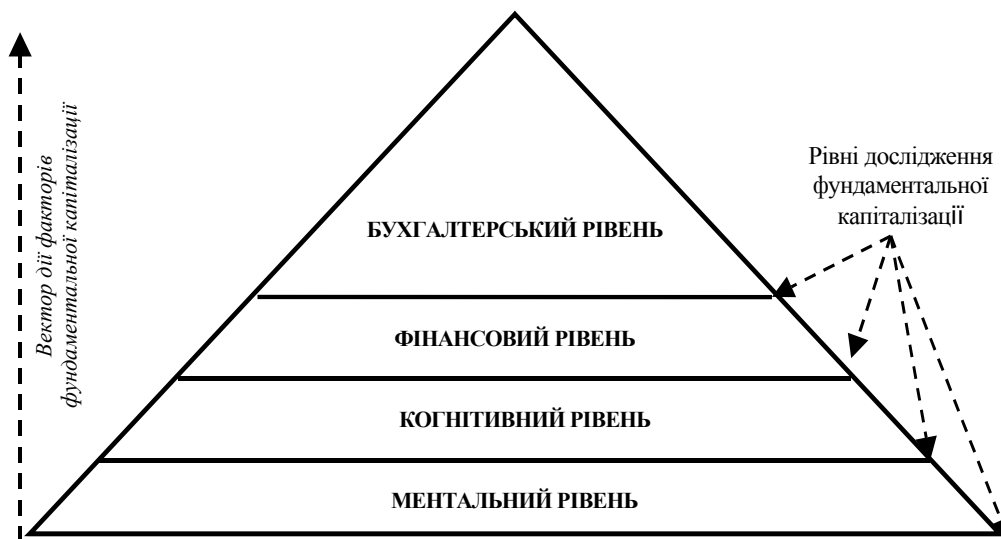 Вектор дії факторів
фундаментальної капіталізації
Рівні дослідження
фундаментальної
капіталізації
БУХГАЛТЕРСЬКИЙ РІВЕНЬ
ФІНАНСОВИЙ РІВЕНЬ
КОГНІТИВНИЙ РІВЕНЬ
МЕНТАЛЬНИЙ РІВЕНЬ